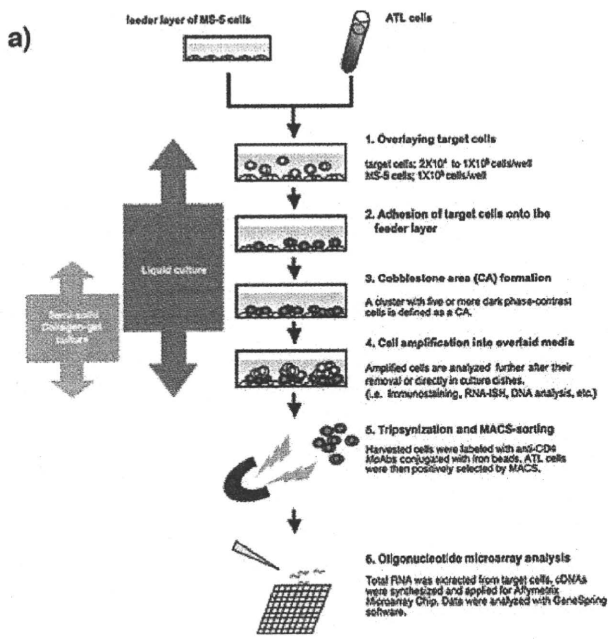 a)
feeder layer of MS-5 cells
ATL cells
1. Overlaying target cells
target cells; 2X10⁴ to 1X10⁵ cells/well
MS-5 cells; 1X10⁵ cells/well
2. Adhesion of target cells onto the
feeder layer
3. Cobblestone area (CA) formation
A cluster with five or more dark phase-contrast
cells is defined as a CA.
4. Cell amplification into overlaid media
Amplified cells are analyzed further after their
removal or directly in culture dishes.
(i.e. Immunostaining, RNA-ISH, DNA analysis, etc.)
5. Tripsynization and MACS-sorting
Harvested cells were labeled with anti-CD4
MoAbs conjugated with iron beads. ATL cells
were then positively selected by MACS.
6. Oligonucleotide microarray analysis
Total RNA was extracted from target cells, cDNAs
were synthesized and applied for Affymetrix
Microarray Chip. Data were analyzed with GeneSpring
software.
Liquid culture
Semi-solid
Collagen-gel
culture